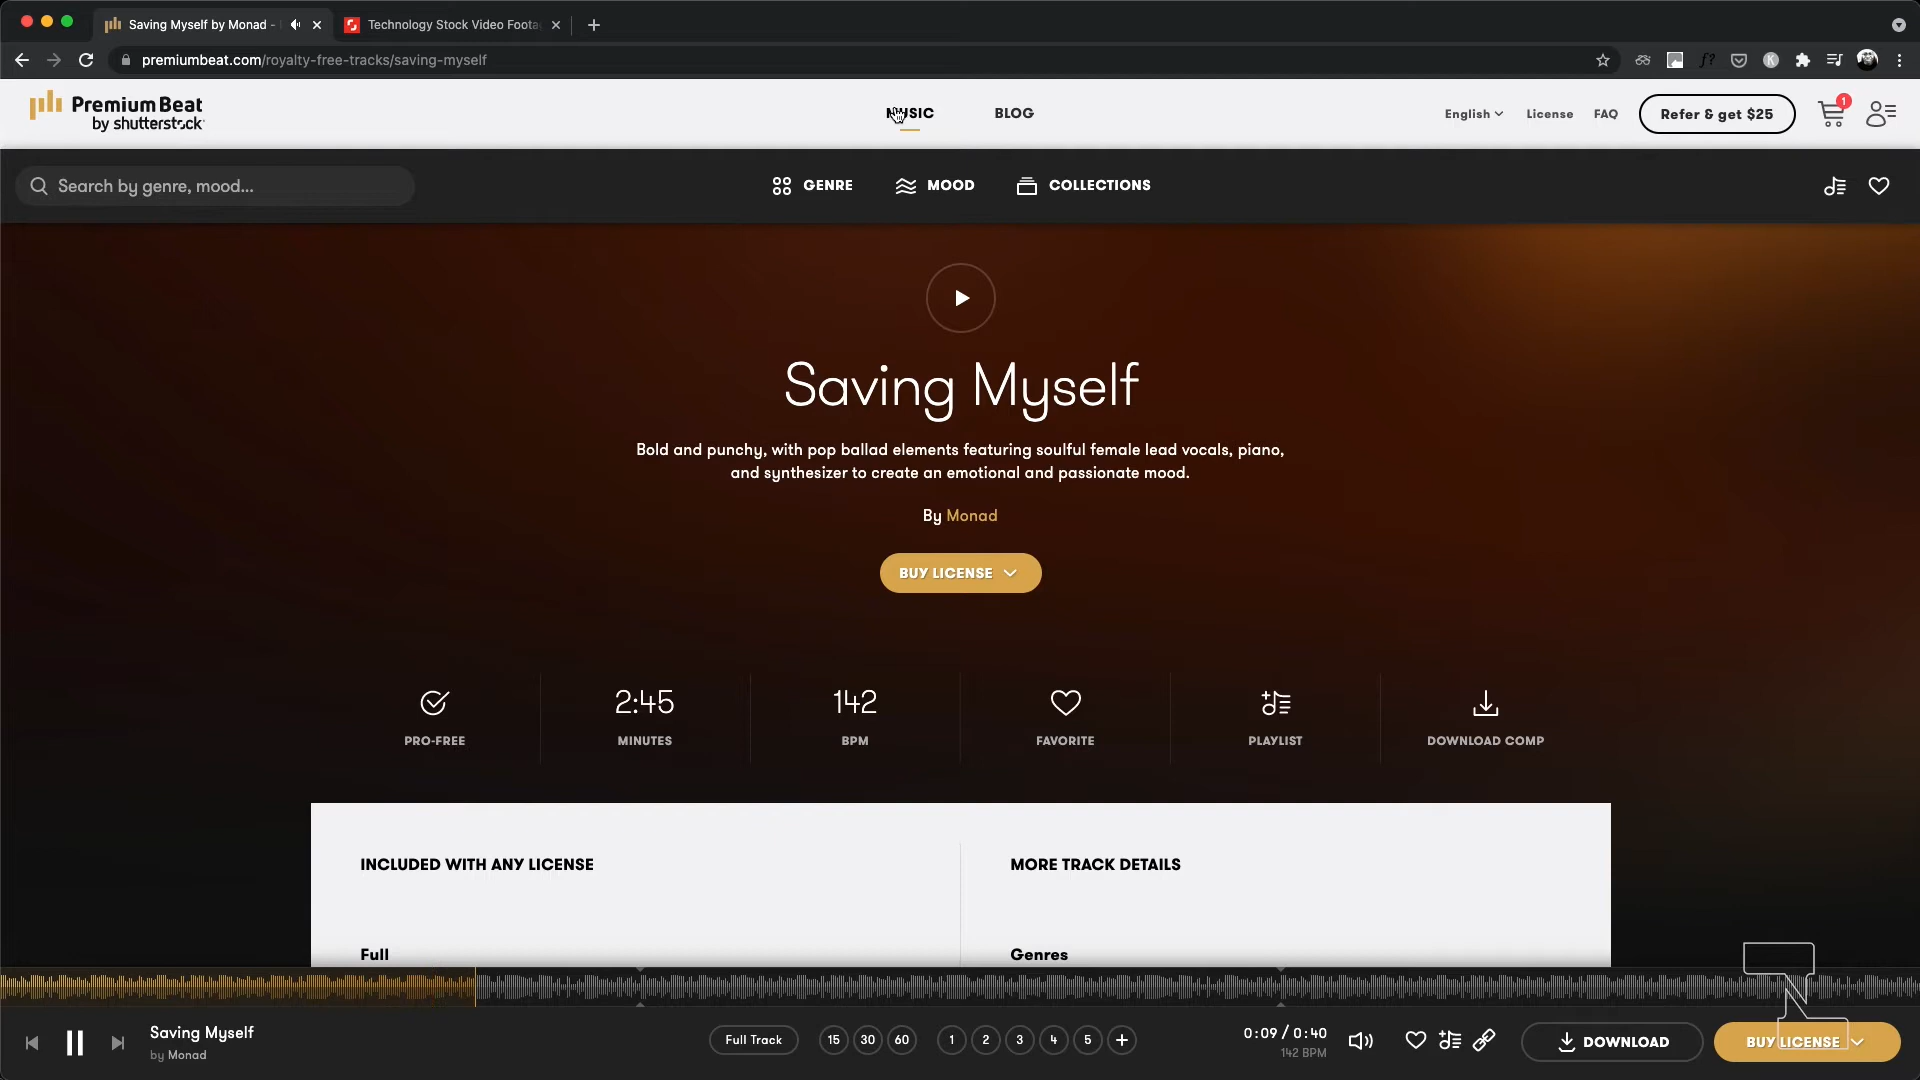 Saving Myself by Monad -
Technology Stock Video Foota
premiumbeat.com/royalty-free-tracks/saving-myself
PremiumBeat
by shutterstock
MUSIC
BLOG
English
License
FAQ
Refer & get $25
1
Search by genre, mood...
GENRE
MOOD
COLLECTIONS
Saving Myself
Bold and punchy, with pop ballad elements featuring soulful female lead vocals, piano,
and synthesizer to create an emotional and passionate mood.
By Monad
BUY LICENSE
2:45
142
PRO-FREE
MINUTES
BPM
FAVORITE
PLAYLIST
DOWNLOAD COMP
INCLUDED WITH ANY LICENSE
MORE TRACK DETAILS
Full
Genres
Saving Myself
by Monad
Full Track
15
30
60
1
2
3
4
5
0:09 / 0:40
142 BPM
DOWNLOAD
BUY LICENSE